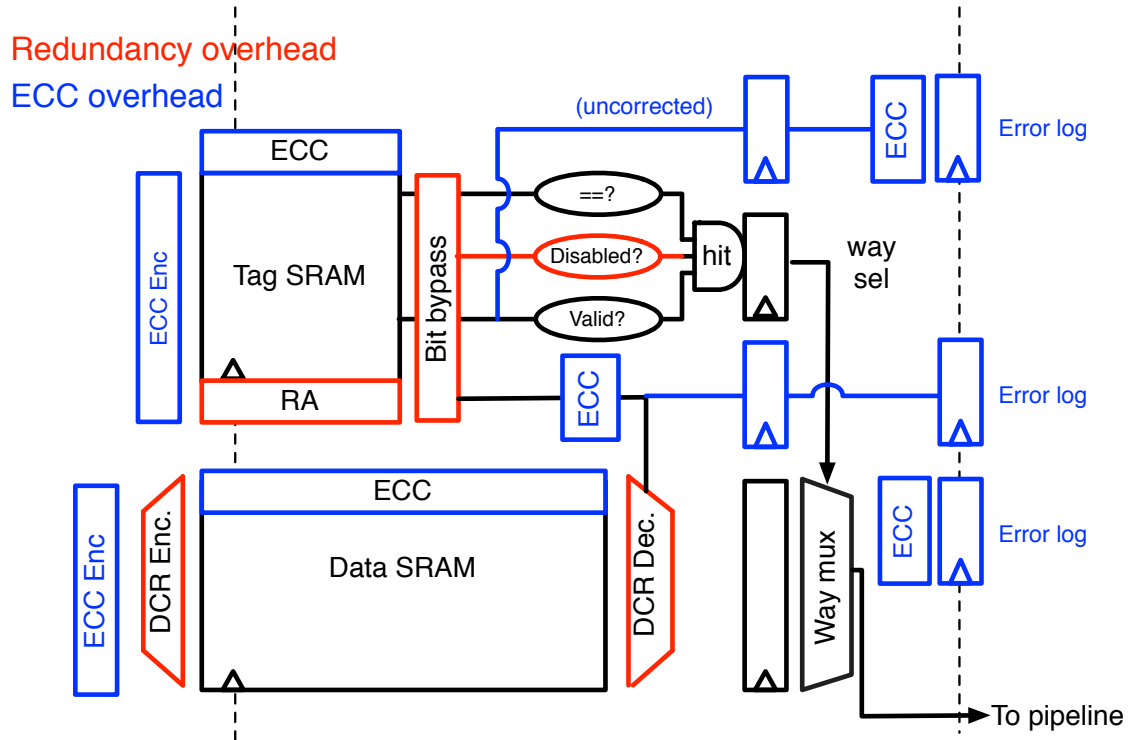 Redundancy overhead
ECC overhead
(uncorrected)
ECC
Error log
ECC
ECC Enc
Tag SRAM
Bit bypass
==?
Disabled?
Valid?
hit
way
sel
RA
ECC
Error log
ECC Enc
DCR Enc.
ECC
Data SRAM
DCR Dec.
Way mux
ECC
Error log
To pipeline